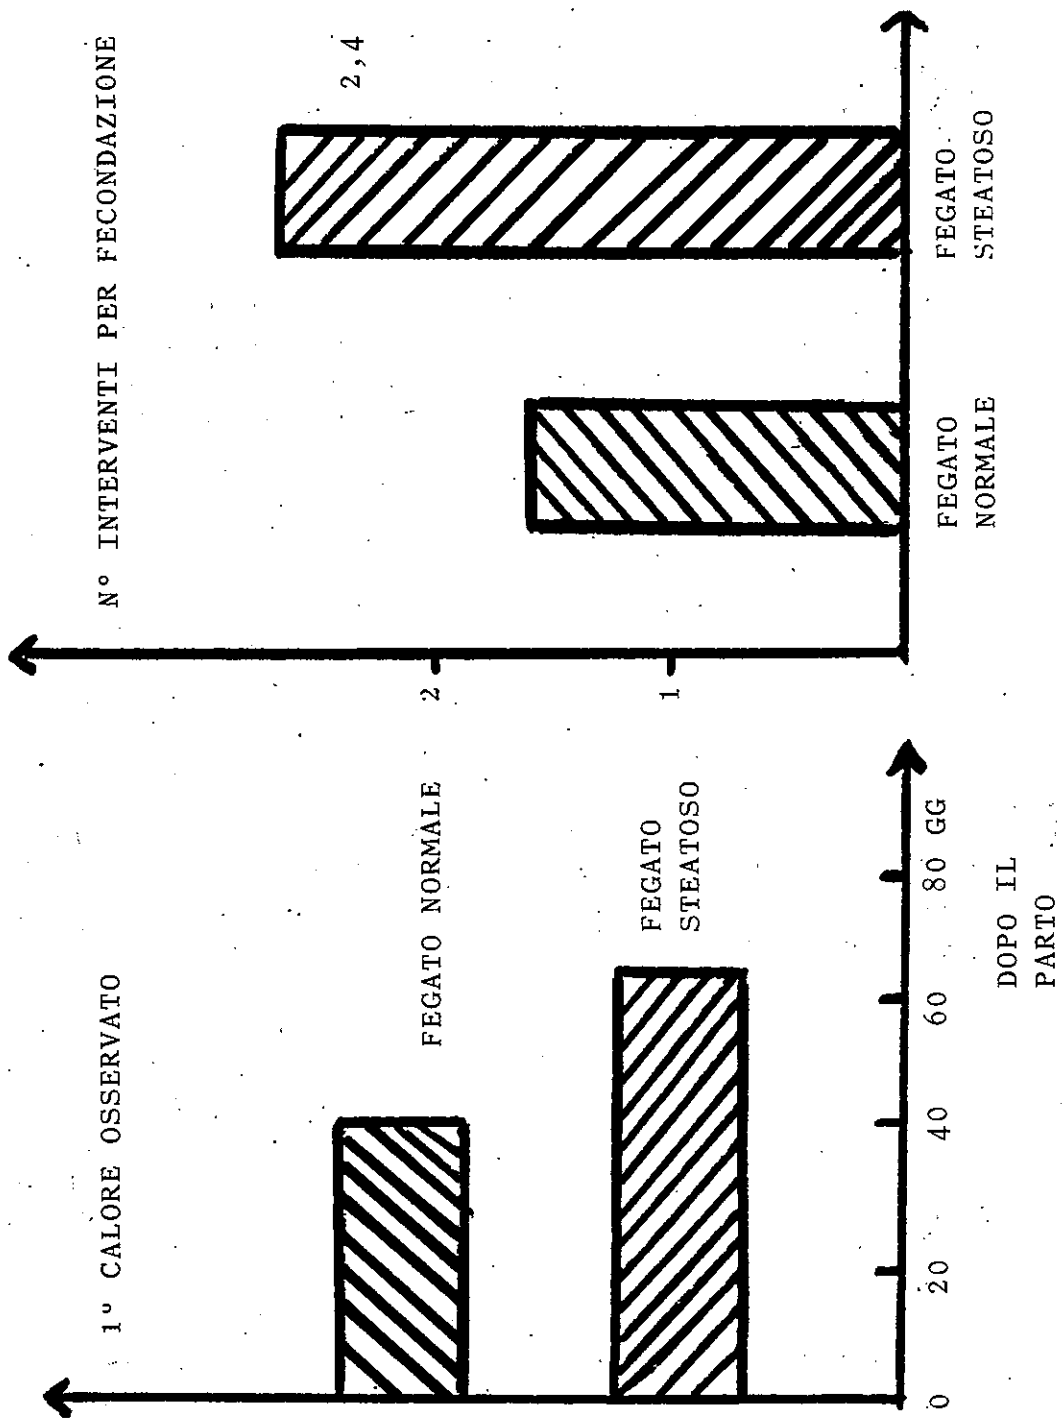 1° CALORE OSSERVATO
FEGATO NORMALE
FEGATO
STEATOSO
0 20 40 60 80 GG
DOPO IL
PARTO
N° INTERVENTI PER FECONDAZIONE
2,4
2
1
FEGATO
NORMALE
FEGATO
STEATOSO